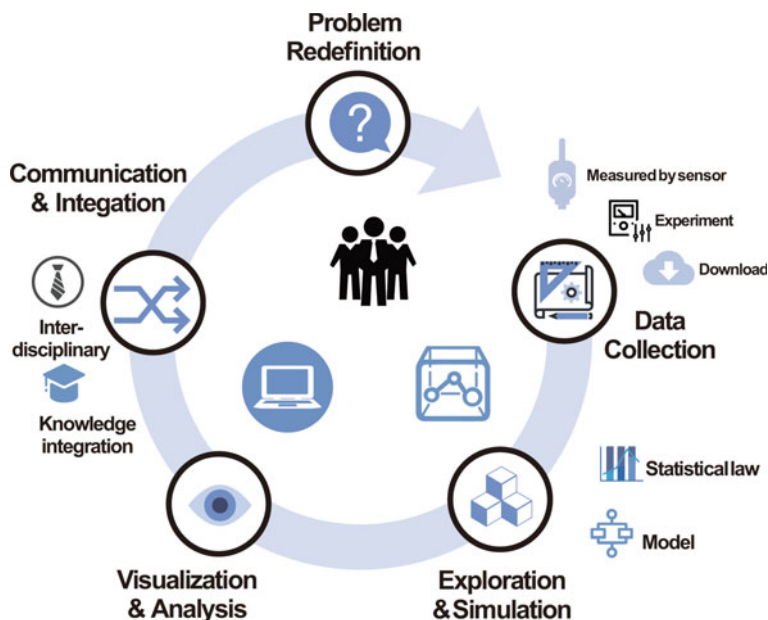 Problem
Redefinition
?
Measured by sensor
Experiment
Download
Data
Collection
Statistical law
Model
Exploration
& Simulation
Visualization
& Analysis
Communication
& Integation
Inter-
disciplinary
Knowledge
integration